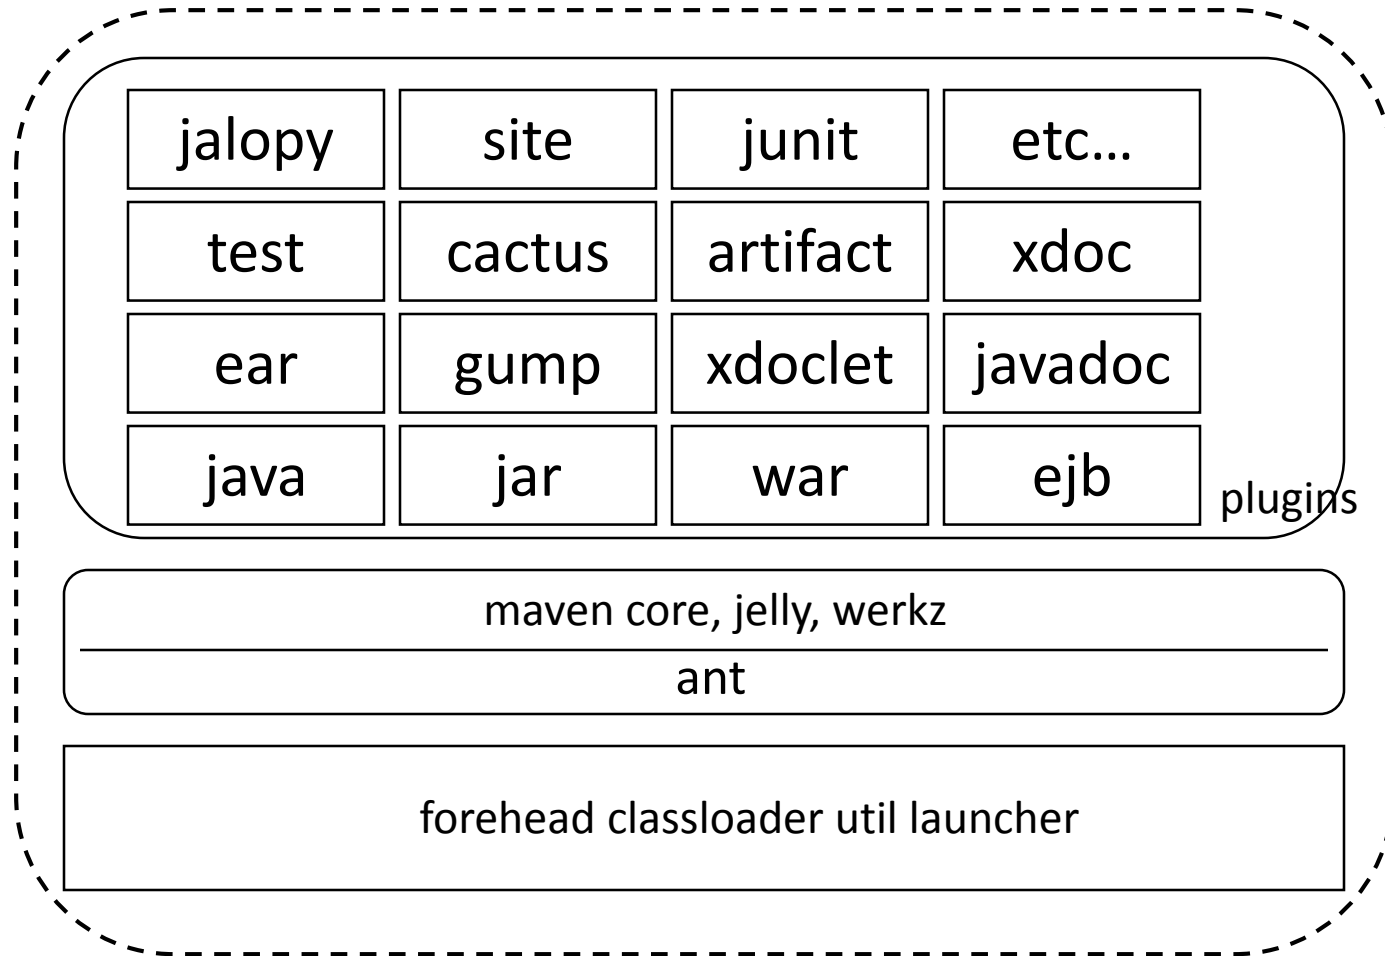 jalopy site junit etc...
test cactus artifact xdoc
ear gump xdoclet javadoc
java jar war ejb
plugins
maven core, jelly, werkz
ant
forehead classloader util launcher